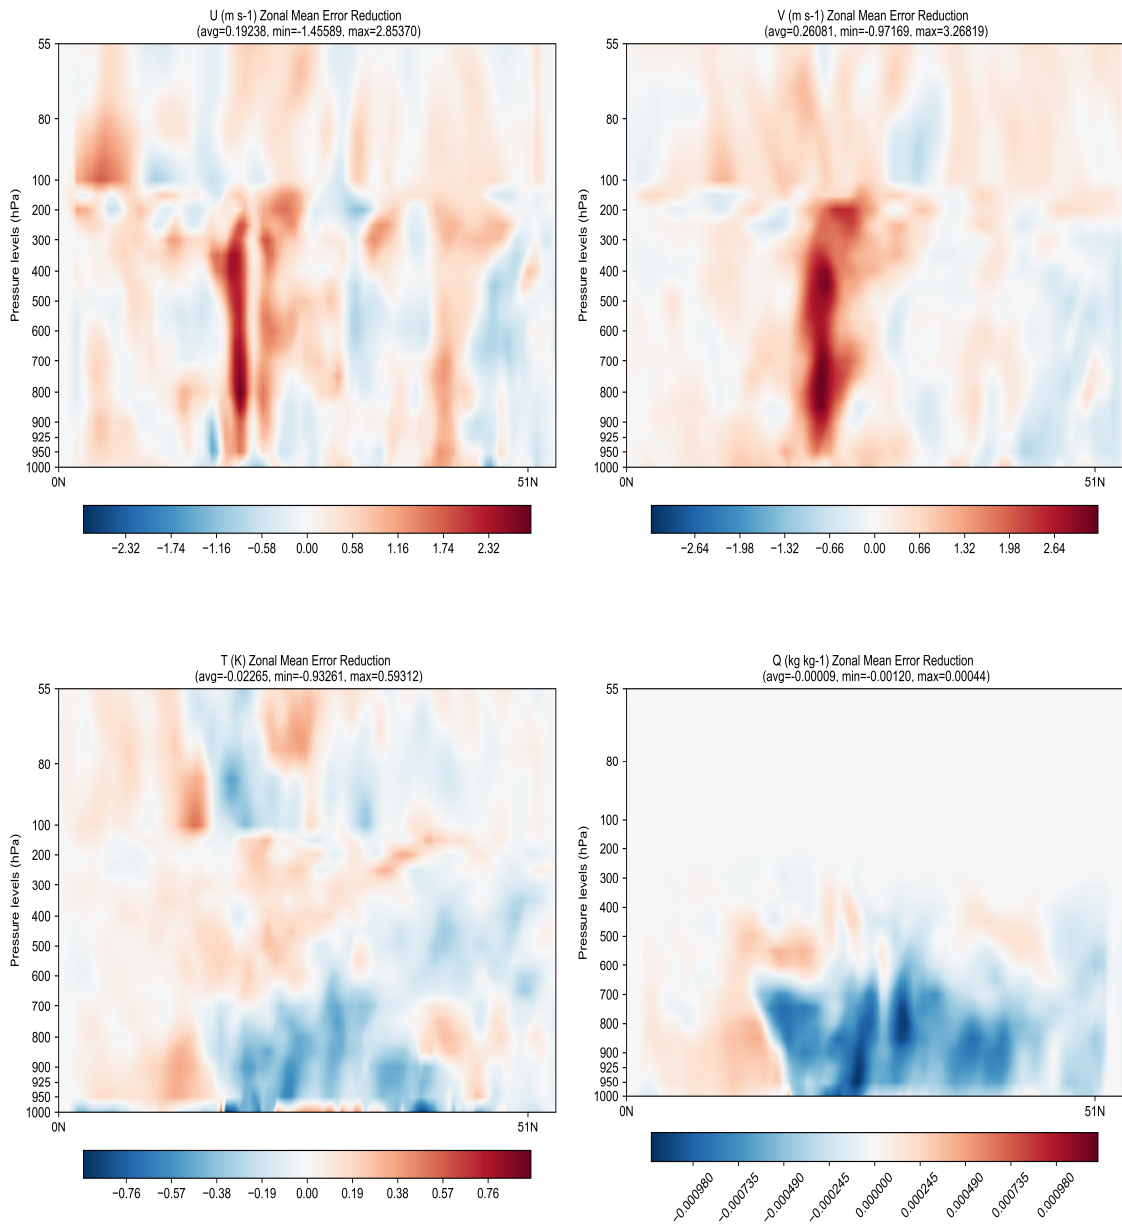 U (m s-1) Zonal Mean Error Reduction
(avg=0.19238, min=-1.45589, max=2.85370)
55
80
100
200
300
400
500
600
700
800
900
925
950
1000
Pressure levels (hPa)
0N
51N
−2.32 −1.74 −1.16 −0.58 0.00 0.58 1.16 1.74 2.32
V (m s-1) Zonal Mean Error Reduction
(avg=0.26081, min=-0.97169, max=3.26819)
55
80
100
200
300
400
500
600
700
800
900
925
950
1000
Pressure levels (hPa)
0N
51N
−2.64 −1.98 −1.32 −0.66 0.00 0.66 1.32 1.98 2.64
T (K) Zonal Mean Error Reduction
(avg=-0.02265, min=-0.93261, max=0.59312)
55
80
100
200
300
400
500
600
700
800
900
925
950
1000
Pressure levels (hPa)
0N
51N
−0.76 −0.57 −0.38 −0.19 0.00 0.19 0.38 0.57 0.76
Q (kg kg-1) Zonal Mean Error Reduction
(avg=-0.00009, min=-0.00120, max=0.00044)
55
80
100
200
300
400
500
600
700
800
900
925
950
1000
Pressure levels (hPa)
0N
51N
−0.000980 −0.000735 −0.000490 −0.000245 0.000000 0.000245 0.000490 0.000735 0.000980